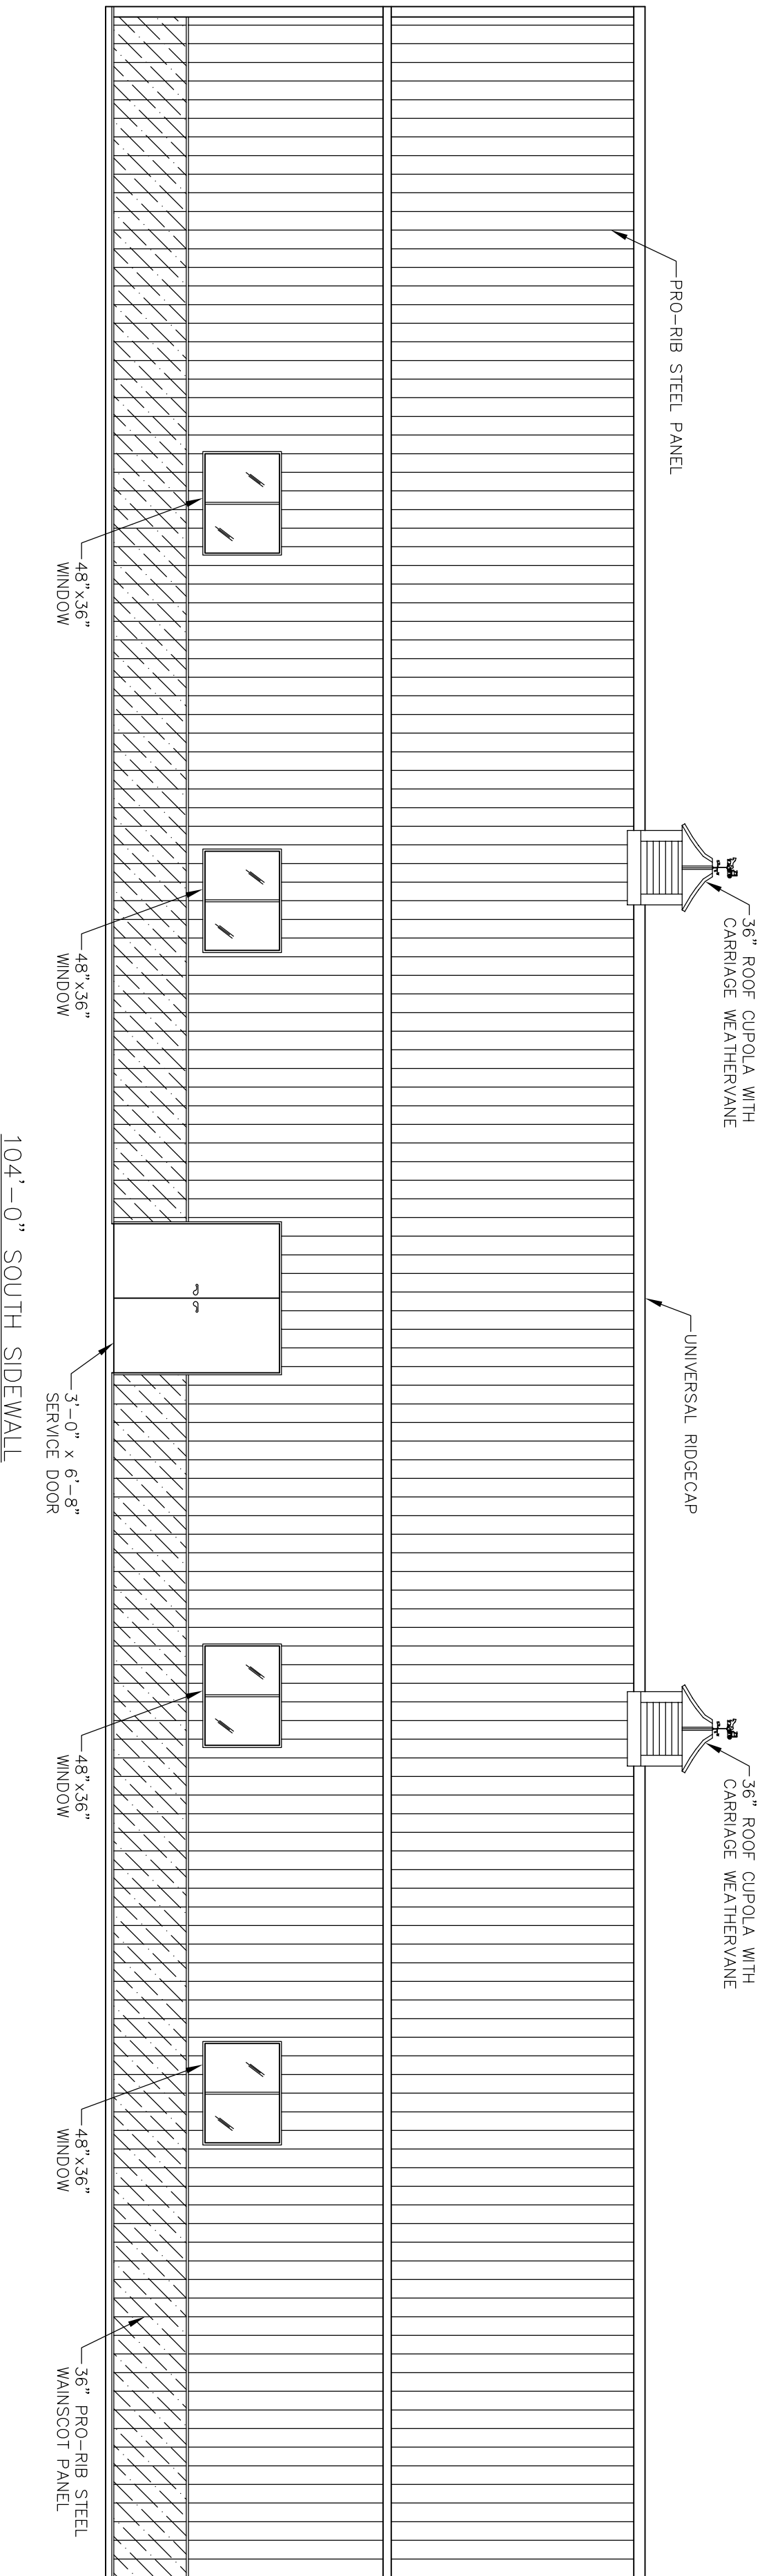 36" ROOF CUPOLA WITH
CARRIAGE WEATHERVANE
36" ROOF CUPOLA WITH
CARRIAGE WEATHERVANE
PRO-RIB STEEL PANEL
UNIVERSAL RIDGECAP
48"x36"
WINDOW
48"x36"
WINDOW
3'-0" x 6'-8"
SERVICE DOOR
48"x36"
WINDOW
48"x36"
WINDOW
36" PRO-RIB STEEL
WAINSCOT PANEL
104'-0" SOUTH SIDEWALL